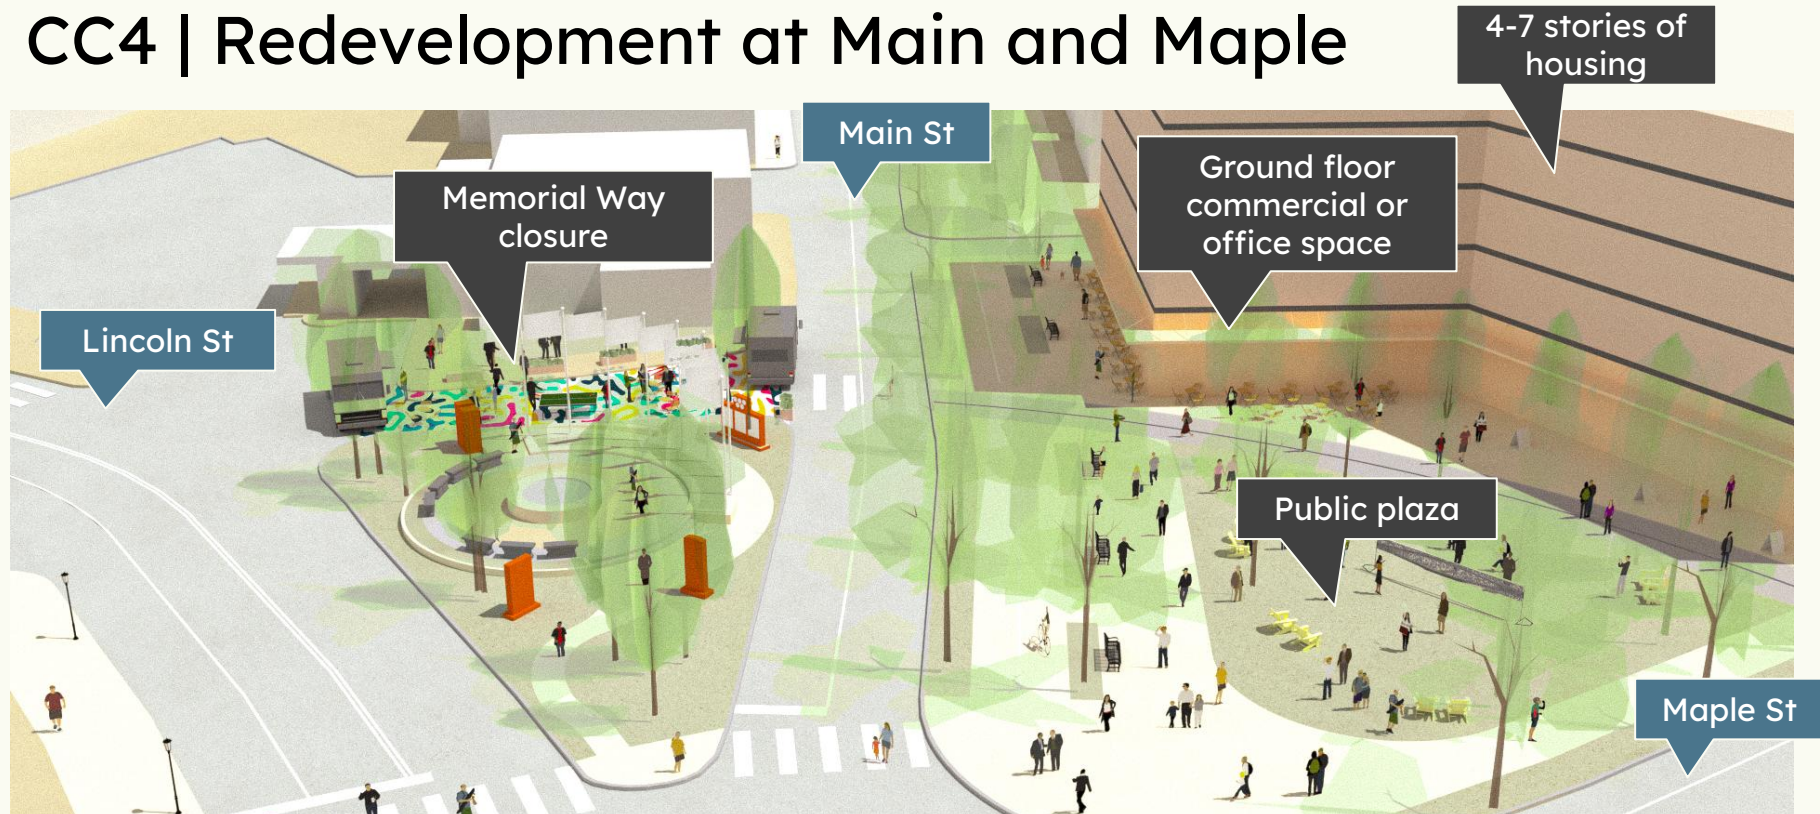 CC4 | Redevelopment at Main and Maple
4-7 stories of
housing
Main St
Ground floor
commercial or
office space
Memorial Way
closure
Lincoln St
Public plaza
Maple St